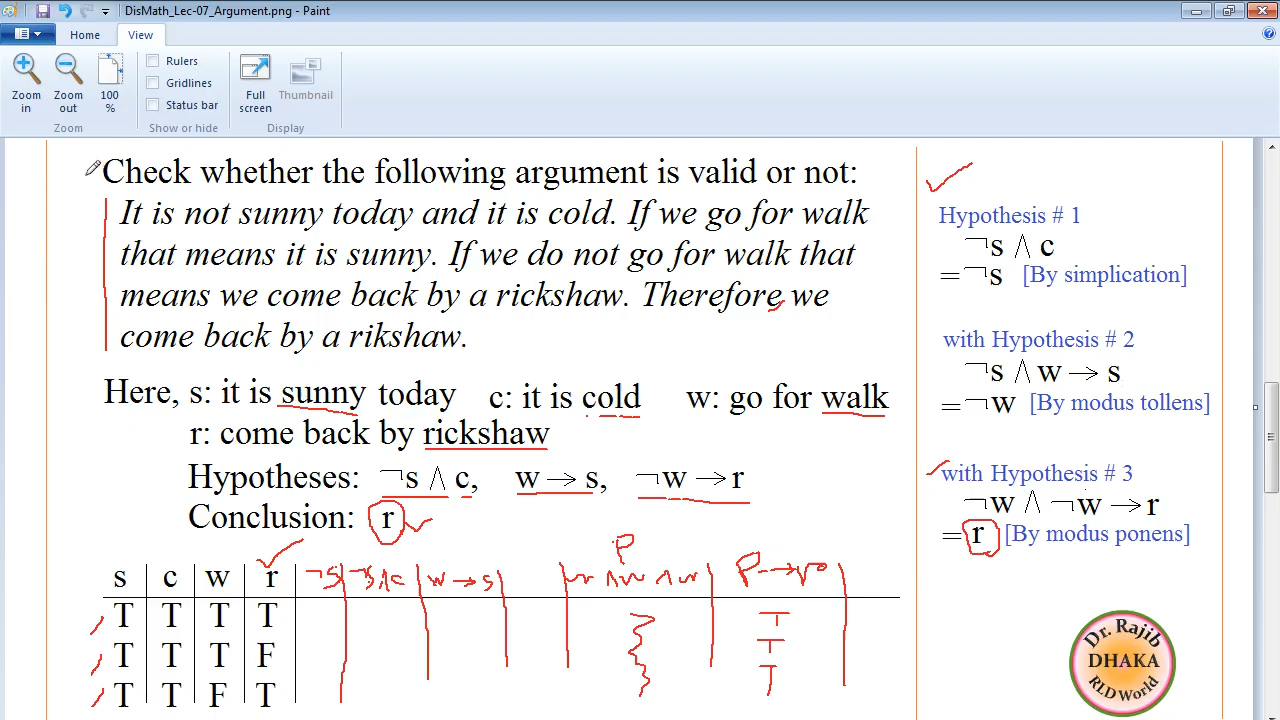 DisMath_Lec-07_Argument.png - Paint
Home View
Rulers
Gridlines
Status bar
Zoom in
Zoom out
100 %
Full screen
Thumbnail
Zoom
Show or hide
Display
Check whether the following argument is valid or not:
It is not sunny today and it is cold. If we go for walk
that means it is sunny. If we do not go for walk that
means we come back by a rickshaw. Therefore, we
come back by a rikshaw.
Here, s: it is sunny today c: it is cold w: go for walk
r: come back by rickshaw
Hypotheses: ¬s ∧ c, w → s, ¬w → r
Conclusion: r
P
s c w r ¬s ¬s∧c w→s ∧ ∧ P→r
T T T T T
T T T F T
T T F T T
Hypothesis # 1
¬s ∧ c
=¬s [By simplication]
with Hypothesis # 2
¬s ∧ w → s
=¬w [By modus tollens]
with Hypothesis # 3
¬w ∧ ¬w → r
= r [By modus ponens]
Dr. Rajib
DHAKA
RLD World